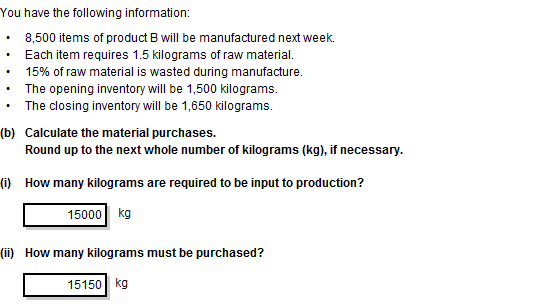 You have the following information:
• 8,500 items of product B will be manufactured next week.
• Each item requires 1.5 kilograms of raw material.
• 15% of raw material is wasted during manufacture.
• The opening inventory will be 1,500 kilograms.
• The closing inventory will be 1,650 kilograms.
(b) Calculate the material purchases.
Round up to the next whole number of kilograms (kg), if necessary.
(i) How many kilograms are required to be input to production?
15000 kg
(ii) How many kilograms must be purchased?
15150 kg